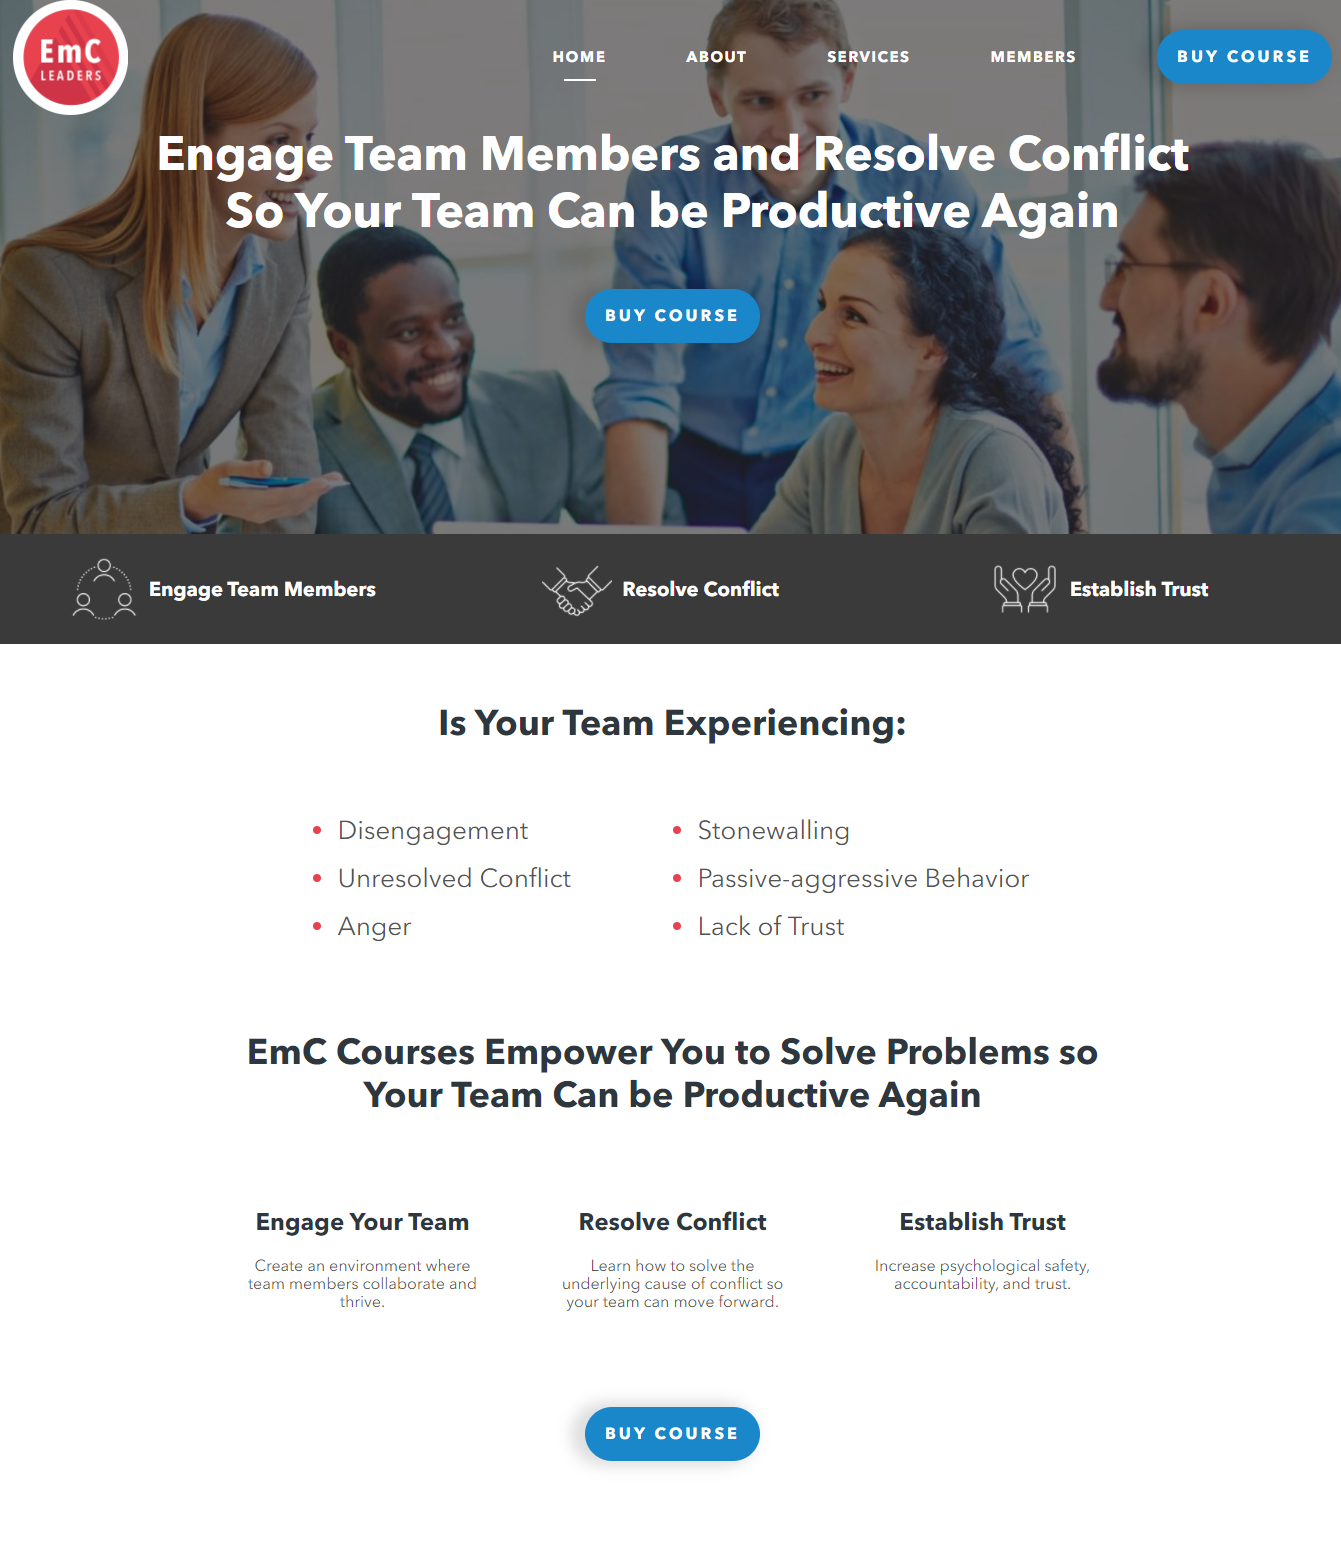 EmC
LEADERS
HOME
ABOUT
SERVICES
MEMBERS
BUY COURSE
Engage Team Members and Resolve Conflict
So Your Team Can be Productive Again
BUY COURSE
Engage Team Members
Resolve Conflict
Establish Trust
Is Your Team Experiencing:
• Disengagement
• Unresolved Conflict
• Anger
• Stonewalling
• Passive-aggressive Behavior
• Lack of Trust
EmC Courses Empower You to Solve Problems so
Your Team Can be Productive Again
Engage Your Team
Create an environment where
team members collaborate and
thrive.
Resolve Conflict
Learn how to solve the
underlying cause of conflict so
your team can move forward.
Establish Trust
Increase psychological safety,
accountability, and trust.
BUY COURSE